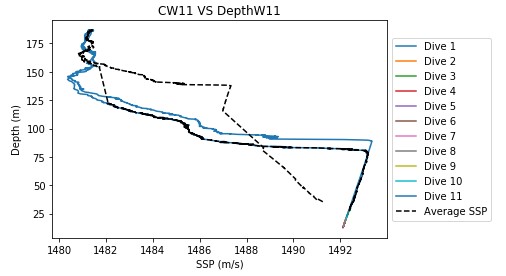 CW11 VS DepthW11
Depth (m)
175
150
125
100
75
50
25
1480
1482
1484
1486
1488
1490
1492
SSP (m/s)
Dive 1
Dive 2
Dive 3
Dive 4
Dive 5
Dive 6
Dive 7
Dive 8
Dive 9
Dive 10
Dive 11
Average SSP